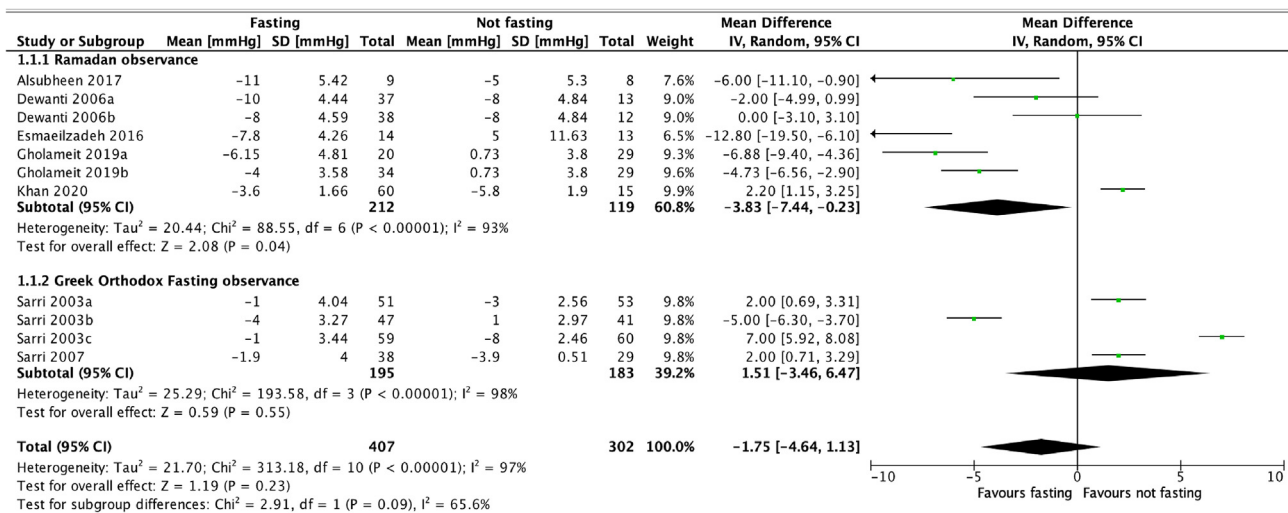 Fasting Not fasting Mean Difference Mean Difference
Study or Subgroup Mean [mmHg] SD [mmHg] Total Mean [mmHg] SD [mmHg] Total Weight IV, Random, 95% CI IV, Random, 95% CI
1.1.1 Ramadan observance
Alsubheen 2017 −11 5.42 9 −5 5.3 8 7.6% −6.00 [−11.10, −0.90]
Dewanti 2006a −10 4.44 37 −8 4.84 13 9.0% −2.00 [−4.99, 0.99]
Dewanti 2006b −8 4.59 38 −8 4.84 12 9.0% 0.00 [−3.10, 3.10]
Esmaeilzadeh 2016 −7.8 4.26 14 5 11.63 13 6.5% −12.80 [−19.50, −6.10]
Gholameit 2019a −6.15 4.81 20 0.73 3.8 29 9.3% −6.88 [−9.40, −4.36]
Gholameit 2019b −4 3.58 34 0.73 3.8 29 9.6% −4.73 [−6.56, −2.90]
Khan 2020 −3.6 1.66 60 −5.8 1.9 15 9.9% 2.20 [1.15, 3.25]
Subtotal (95% CI) 212 119 60.8% −3.83 [−7.44, −0.23]
Heterogeneity: Tau² = 20.44; Chi² = 88.55, df = 6 (P < 0.00001); I² = 93%
Test for overall effect: Z = 2.08 (P = 0.04)
1.1.2 Greek Orthodox Fasting observance
Sarri 2003a −1 4.04 51 −3 2.56 53 9.8% 2.00 [0.69, 3.31]
Sarri 2003b −4 3.27 47 1 2.97 41 9.8% −5.00 [−6.30, −3.70]
Sarri 2003c −1 3.44 59 −8 2.46 60 9.8% 7.00 [5.92, 8.08]
Sarri 2007 −1.9 4 38 −3.9 0.51 29 9.8% 2.00 [0.71, 3.29]
Subtotal (95% CI) 195 183 39.2% 1.51 [−3.46, 6.47]
Heterogeneity: Tau² = 25.29; Chi² = 193.58, df = 3 (P < 0.00001); I² = 98%
Test for overall effect: Z = 0.59 (P = 0.55)
Total (95% CI) 407 302 100.0% −1.75 [−4.64, 1.13]
Heterogeneity: Tau² = 21.70; Chi² = 313.18, df = 10 (P < 0.00001); I² = 97%
Test for overall effect: Z = 1.19 (P = 0.23)
Test for subgroup differences: Chi² = 2.91, df = 1 (P = 0.09), I² = 65.6%
−10 −5 0 5 10
Favours fasting Favours not fasting